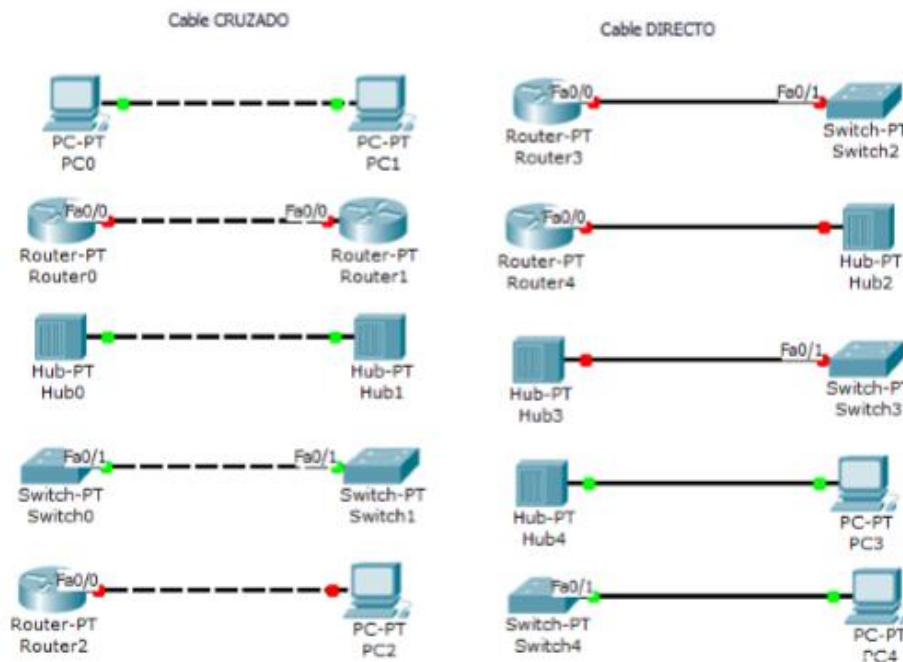 Cable CRUZADO
PC-PT
PC0
PC-PT
PC1
Fa0/0
Fa0/0
Router-PT
Router0
Router-PT
Router1
Hub-PT
Hub0
Hub-PT
Hub1
Fa0/1
Fa0/1
Switch-PT
Switch0
Switch-PT
Switch1
Fa0/0
Router-PT
Router2
PC-PT
PC2
Cable DIRECTO
Fa0/0
Fa0/1
Router-PT
Router3
Switch-PT
Switch2
Fa0/0
Router-PT
Router4
Hub-PT
Hub2
Fa0/1
Hub-PT
Hub3
Switch-PT
Switch3
Hub-PT
Hub4
PC-PT
PC3
Fa0/1
Switch-PT
Switch4
PC-PT
PC4